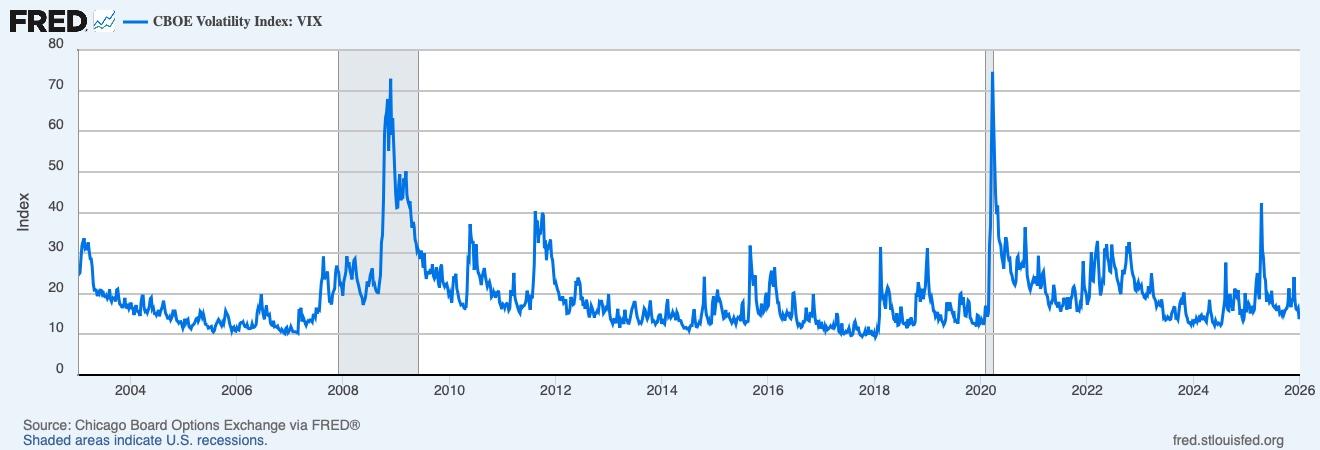 FRED CBOE Volatility Index: VIX
80
70
60
50
40
30
20
10
0
Index
2004 2006 2008 2010 2012 2014 2016 2018 2020 2022 2024 2026
Source: Chicago Board Options Exchange via FRED®
Shaded areas indicate U.S. recessions.
fred.stlouisfed.org